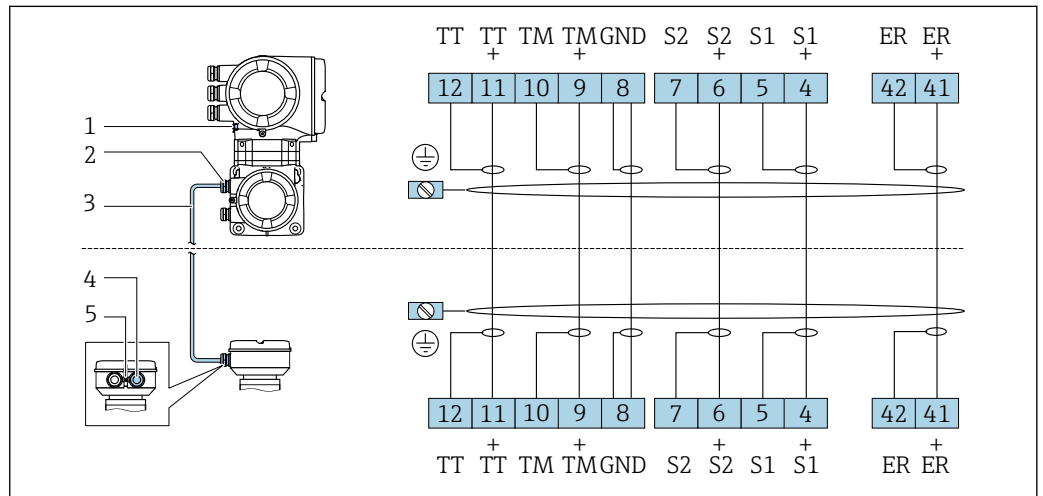 TT TT TM TM GND S2 S2 S1 S1 ER ER
+ + + + +
12 11 10 9 8 7 6 5 4 42 41
1
2
3
4
5
12 11 10 9 8 7 6 5 4 42 41
+ + + + +
TT TT TM TM GND S2 S2 S1 S1 ER ER